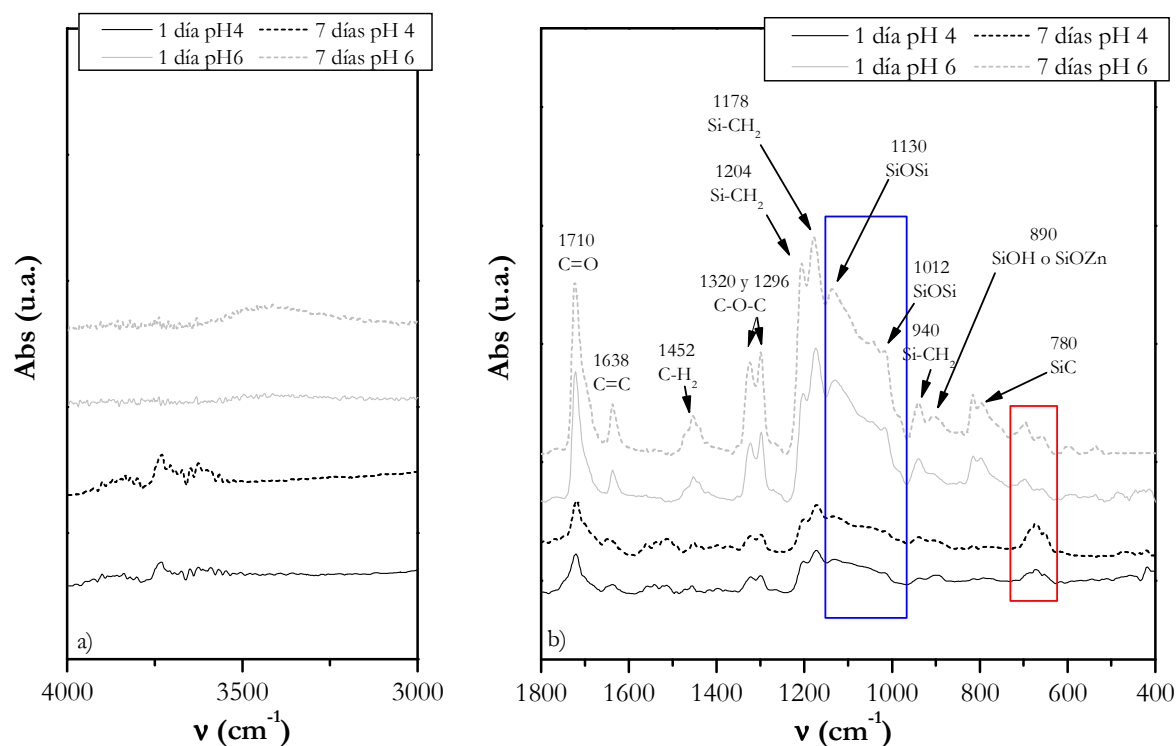 1 día pH4 7 días pH 4
1 día pH6 7 días pH 6
Abs (u.a.)
a)
4000 3500 3000
ν (cm⁻¹)
1 día pH 4 7 días pH 4
1 día pH 6 7 días pH 6
1178
Si-CH₂
1204
Si-CH₂
1130
SiOSi
1710
C=O
1320 y 1296
C-O-C
890
SiOH o SiOZn
1012
SiOSi
940
Si-CH₂
1638
C=C
1452
C-H₂
780
SiC
Abs (u.a.)
b)
1800 1600 1400 1200 1000 800 600 400
ν (cm⁻¹)